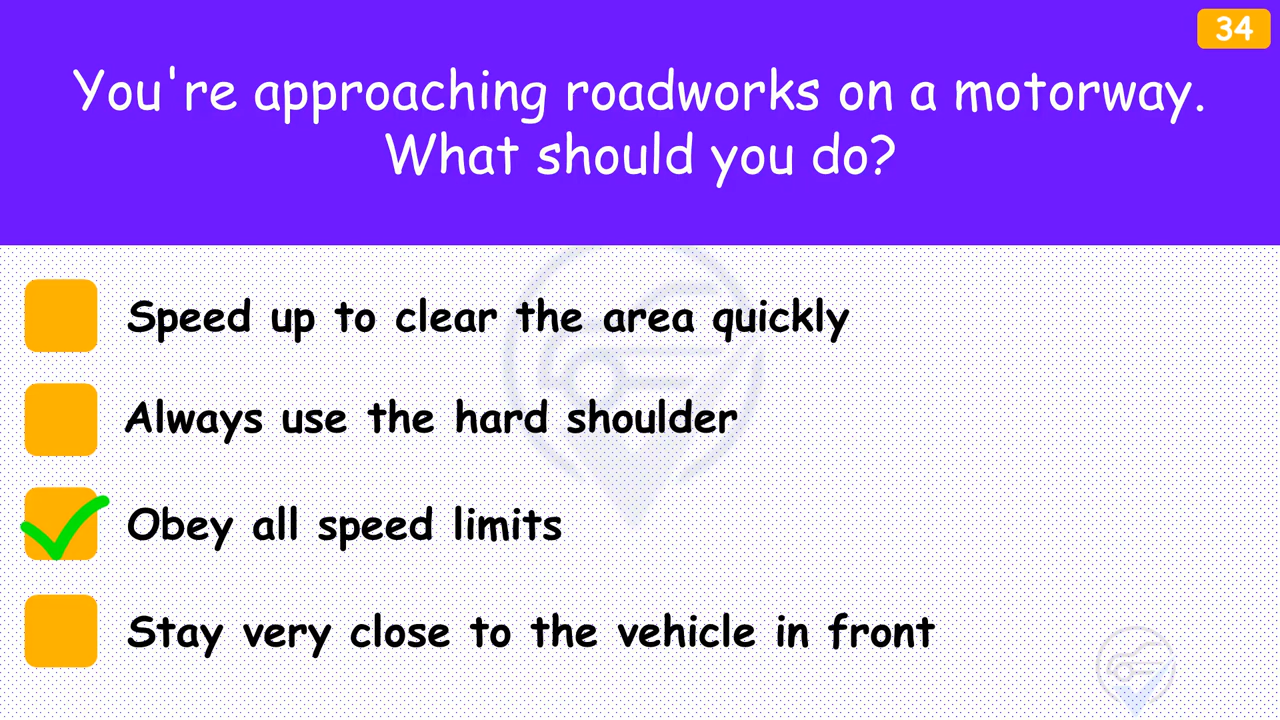 34
You're approaching roadworks on a motorway.
What should you do?
Speed up to clear the area quickly
Always use the hard shoulder
Obey all speed limits
Stay very close to the vehicle in front